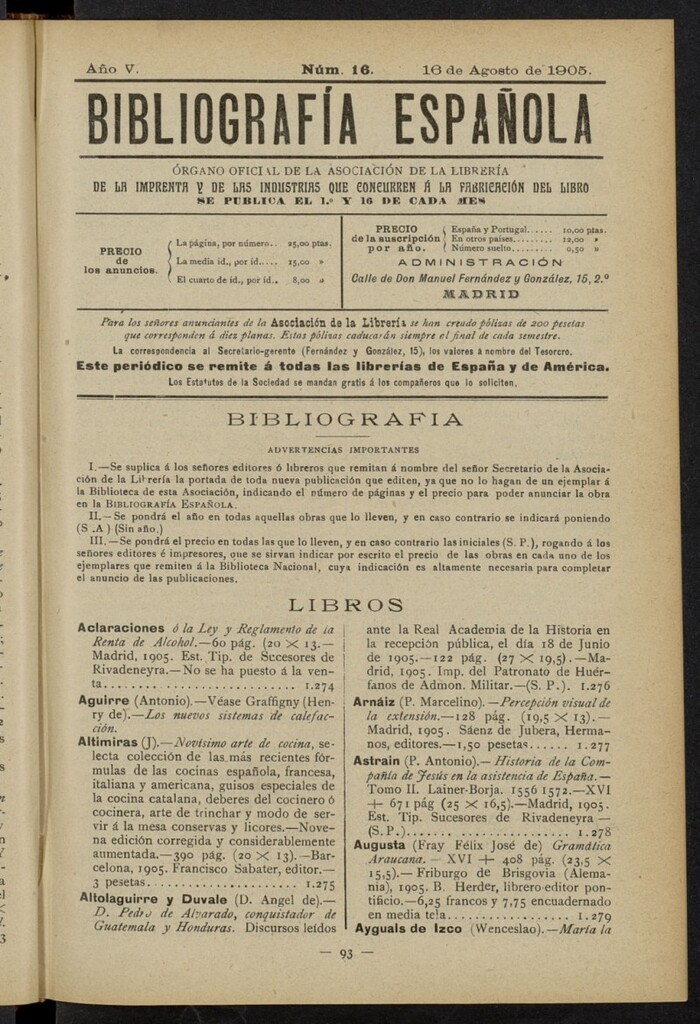 Año V. Núm. 16. 16 de Agosto de 1905.
BIBLIOGRAFÍA ESPAÑOLA
ÓRGANO OFICIAL DE LA ASOCIACIÓN DE LA LIBRERÍA
DE LA IMPRENTA Y DE LAS INDUSTRIAS QUE CONCURREN Á LA FABRICACIÓN DEL LIBRO
SE PUBLICA EL 1.º Y 16 DE CADA MES
PRECIO
de
los anuncios.
La página, por número.. 25,00 ptas.
La media id., por id..... 15,00 »
El cuarto de id., por id.. 8,00 »
PRECIO
de la suscripción
por año.
España y Portugal...... 10,00 ptas.
En otros países......... 12,00 »
Número suelto.......... 0,50 »
ADMINISTRACIÓN
Calle de Don Manuel Fernández y González, 15, 2.º
MADRID
Para los señores anunciantes de la Asociación de la Librería se han creado pólizas de 200 pesetas
que corresponden á diez planas. Estas pólizas caducarán siempre el final de cada semestre.
La correspondencia al Secretario-gerente (Fernández y González, 15), los valores á nombre del Tesorero.
Este periódico se remite á todas las librerías de España y de América.
Los Estatutos de la Sociedad se mandan gratis á los compañeros que lo soliciten.
BIBLIOGRAFIA
ADVERTENCIAS IMPORTANTES
I.—Se suplica á los señores editores ó libreros que remitan á nombre del señor Secretario de la Asocia-
ción de la Librería la portada de toda nueva publicación que editen, ya que no lo hagan de un ejemplar á
la Biblioteca de esta Asociación, indicando el número de páginas y el precio para poder anunciar la obra
en la BIBLIOGRAFÍA ESPAÑOLA.
II.—Se pondrá el año en todas aquellas obras que lo lleven, y en caso contrario se indicará poniendo
(S .A ) (Sin año.)
III.—Se pondrá el precio en todas las que lo lleven, y en caso contrario las iniciales (S. P.), rogando á los
señores editores é impresores, que se sirvan indicar por escrito el precio de las obras en cada uno de los
ejemplares que remiten á la Biblioteca Nacional, cuya indicación es altamente necesaria para completar
el anuncio de las publicaciones.
LIBROS
Aclaraciones ó la Ley y Reglamento de la
Renta de Alcohol.—60 pág. (20 × 13.—
Madrid, 1905. Est. Tip. de Sucesores de
Rivadeneyra.—No se ha puesto á la ven-
ta.......................... 1.274
Aguirre (Antonio).—Véase Graffigny (Hen-
ry de).—Los nuevos sistemas de calefac-
ción.
Altimiras (J).—Novísimo arte de cocina, se-
lecta colección de las más recientes fór-
mulas de las cocinas española, francesa,
italiana y americana, guisos especiales de
la cocina catalana, deberes del cocinero ó
cocinera, arte de trinchar y modo de ser-
vir á la mesa conservas y licores.—Nove-
na edición corregida y considerablemente
aumentada.—390 pág. (20 × 13).—Bar-
celona, 1905. Francisco Sabater, editor.—
3 pesetas.................... 1.275
Altolaguirre y Duvale (D. Angel de).—
D. Pedro de Alvarado, conquistador de
Guatemala y Honduras. Discursos leídos
ante la Real Academia de la Historia en
la recepción pública, el día 18 de Junio
de 1905.—122 pág. (27 × 19,5).—Ma-
drid, 1905. Imp. del Patronato de Huér-
fanos de Admon. Militar.—(S. P.). 1.276
Arnáiz (P. Marcelino).—Percepción visual de
la extensión.—128 pág. (19,5 × 13).—
Madrid, 1905. Sáenz de Jubera, Herma-
nos, editores.—1,50 pesetas...... 1.277
Astrain (P. Antonio).—Historia de la Com-
pañía de Jesús en la asistencia de España.—
Tomo II. Lainer-Borja. 1556 1572.—XVI
+ 671 pág (25 × 16,5).—Madrid, 1905.
Est. Tip. Sucesores de Rivadeneyra —
(S. P.)...................... 1.278
Augusta (Fray Félix José de) Gramática
Araucana. — XVI + 408 pág. (23,5 ×
15,5).— Friburgo de Brisgovia (Alema-
nia), 1905. B. Herder, librero-editor pon-
tificio.—6,25 francos y 7,75 encuadernado
en media tela................. 1.279
Ayguals de Izco (Wenceslao).—María la
— 93 —